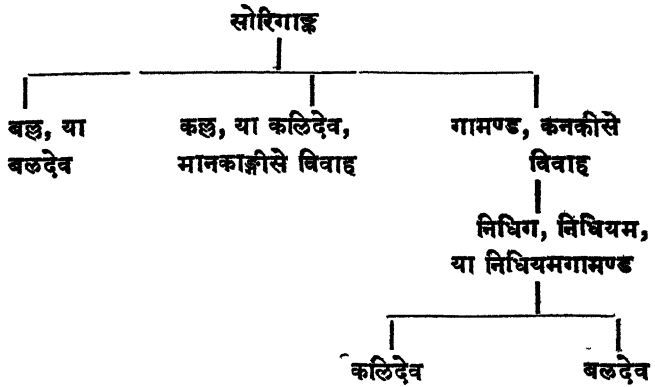 सोरिगाङ्क
बल्ल, या
बलदेव
कल्ल, या कलिदेव,
मानकाङ्गीसे विवाह
गामण्ड, कनकीसे
विवाह
निधिग, निधियम,
या निधियमगामण्ड
कलिदेव
बलदेव